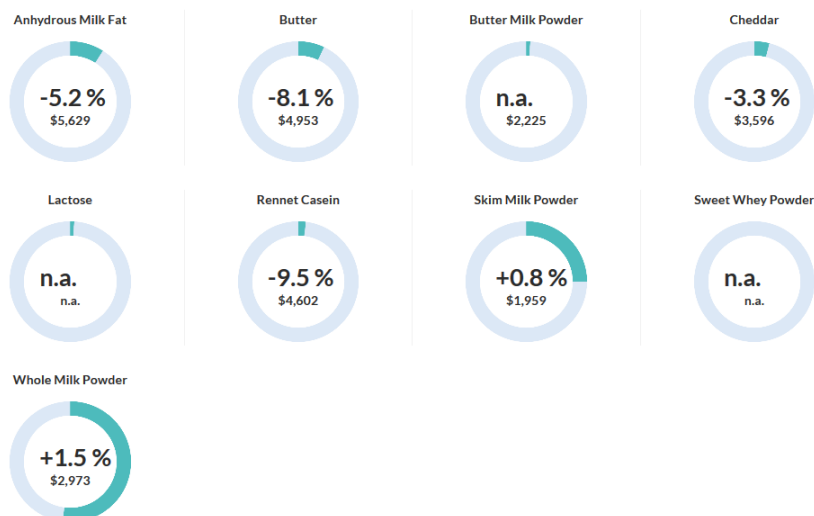 Anhydrous Milk Fat
-5.2 %
$5,629
Butter
-8.1 %
$4,953
Butter Milk Powder
n.a.
$2,225
Cheddar
-3.3 %
$3,596
Lactose
n.a.
n.a.
Rennet Casein
-9.5 %
$4,602
Skim Milk Powder
+0.8 %
$1,959
Sweet Whey Powder
n.a.
n.a.
Whole Milk Powder
+1.5 %
$2,973